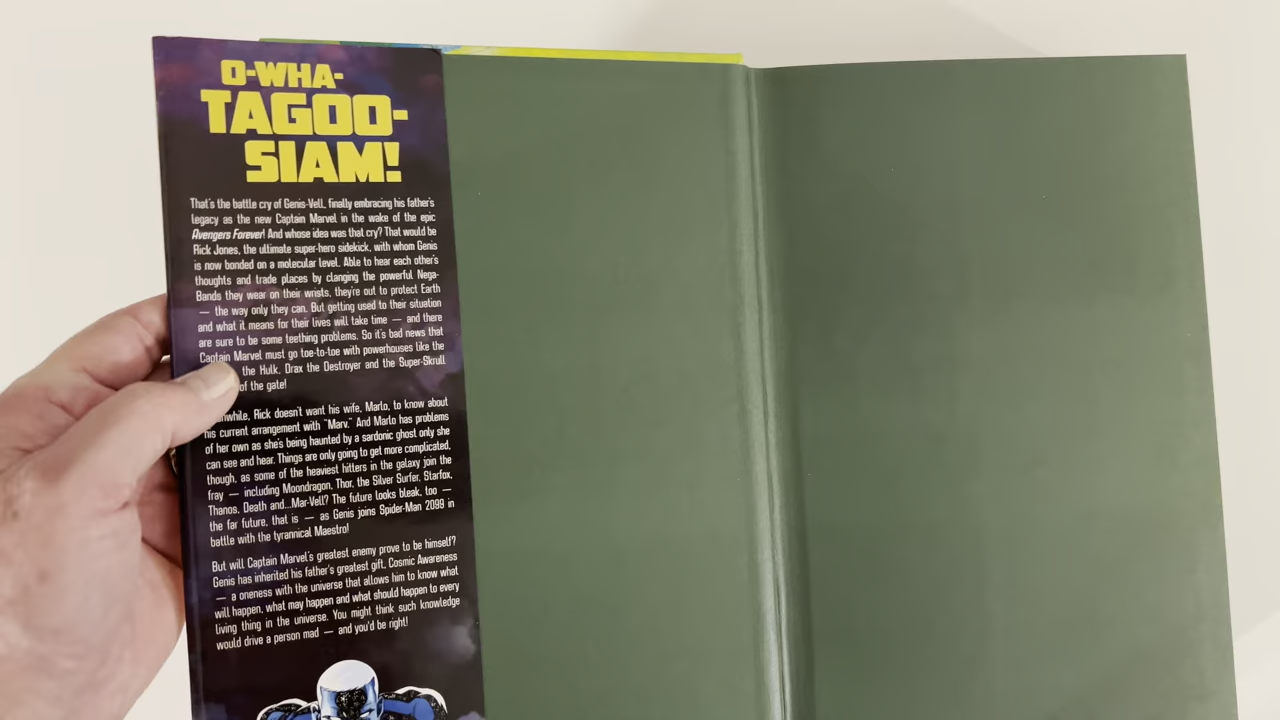 O-WHA-
TAGOO-
SIAM!
That's the battle cry of Genis-Vell, finally embracing his father's
legacy as the new Captain Marvel in the wake of the epic
Avengers Forever! And whose idea was that cry? That would be
Rick Jones, the ultimate super-hero sidekick, with whom Genis
is now bonded on a molecular level. Able to hear each other's
thoughts and trade places by clanging the powerful Nega-
Bands they wear on their wrists, they're out to protect Earth
— the way only they can. But getting used to their situation
and what it means for their lives will take time — and there
are sure to be some teething problems. So it's bad news that
Captain Marvel must go toe-to-toe with powerhouses like the
the Hulk, Drax the Destroyer and the Super-Skrull
of the gate!
Rick doesn't want his wife, Marlo, to know about
his current arrangement with "Marv." And Marlo has problems
of her own as she's being haunted by a sardonic ghost only she
can see and hear. Things are only going to get more complicated,
though, as some of the heaviest hitters in the galaxy join the
fray — including Moondragon, Thor, the Silver Surfer, Starfox,
Thanos, Death and...Mar-Vell? The future looks bleak, too —
the far future, that is — as Genis joins Spider-Man 2099 in
battle with the tyrannical Maestro!
But will Captain Marvel's greatest enemy prove to be himself?
Genis has inherited his father's greatest gift, Cosmic Awareness
— a oneness with the universe that allows him to know what
will happen, what may happen and what should happen to every
living thing in the universe. You might think such knowledge
would drive a person mad — and you'd be right!